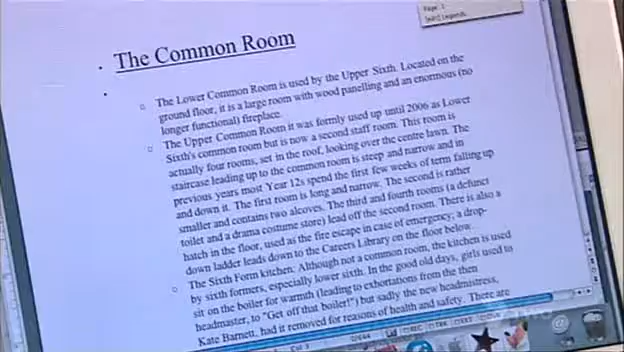 Page: 1
The Common Room
The Lower Common Room is used by the Upper Sixth. Located on the
ground floor, it is a large room with wood panelling and an enormous (no
longer functional) fireplace.
The Upper Common Room it was formly used up until 2006 as Lower
Sixth's common room but is now a second staff room. This room is
actually four rooms, set in the roof, looking over the centre lawn. The
staircase leading up to the common room is steep and narrow and in
previous years most Year 12s spend the first few weeks of term falling up
and down it. The first room is long and narrow. The second is rather
smaller and contains two alcoves. The third and fourth rooms (a defunct
toilet and a drama costume store) lead off the second room. There is also a
hatch in the floor, used as the fire escape in case of emergency; a drop-
down ladder leads down to the Careers Library on the floor below.
The Sixth Form kitchen: Although not a common room, the kitchen is used
by sixth formers, especially lower sixth. In the good old days, girls used to
sit on the boiler for warmth (leading to exhortations from the then
headmaster, to "Get off that boiler!") but sadly the new headmistress,
Kate Barnett, had it removed for reasons of health and safety. There are